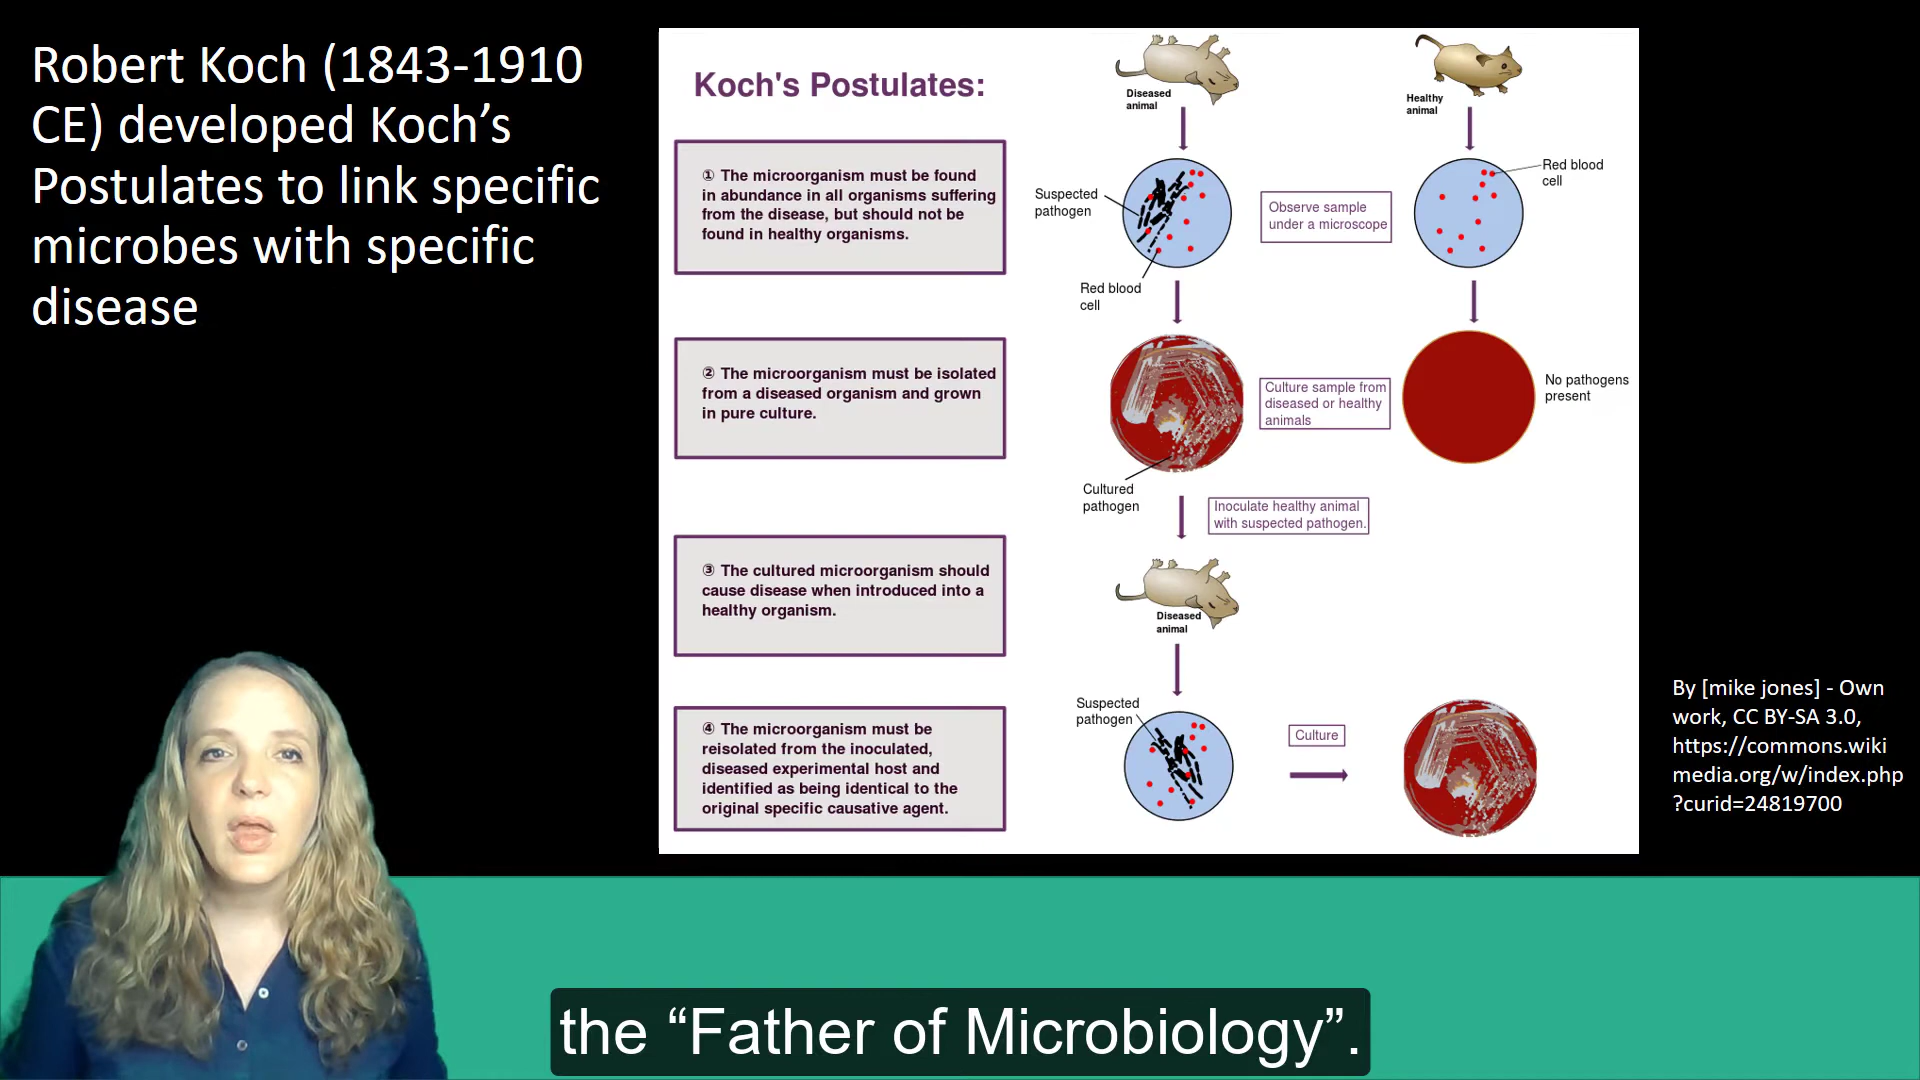 Robert Koch (1843-1910
CE) developed Koch’s
Postulates to link specific
microbes with specific
disease
Koch's Postulates:
① The microorganism must be found
in abundance in all organisms suffering
from the disease, but should not be
found in healthy organisms.
② The microorganism must be isolated
from a diseased organism and grown
in pure culture.
③ The cultured microorganism should
cause disease when introduced into a
healthy organism.
④ The microorganism must be
reisolated from the inoculated,
diseased experimental host and
identified as being identical to the
original specific causative agent.
Diseased
animal
Healthy
animal
Suspected
pathogen
Red blood
cell
Observe sample
under a microscope
Red blood
cell
Culture sample from
diseased or healthy
animals
No pathogens
present
Cultured
pathogen
Inoculate healthy animal
with suspected pathogen.
Diseased
animal
Suspected
pathogen
Culture
By [mike jones] - Own
work, CC BY-SA 3.0,
https://commons.wiki
media.org/w/index.php
?curid=24819700
the “Father of Microbiology”.